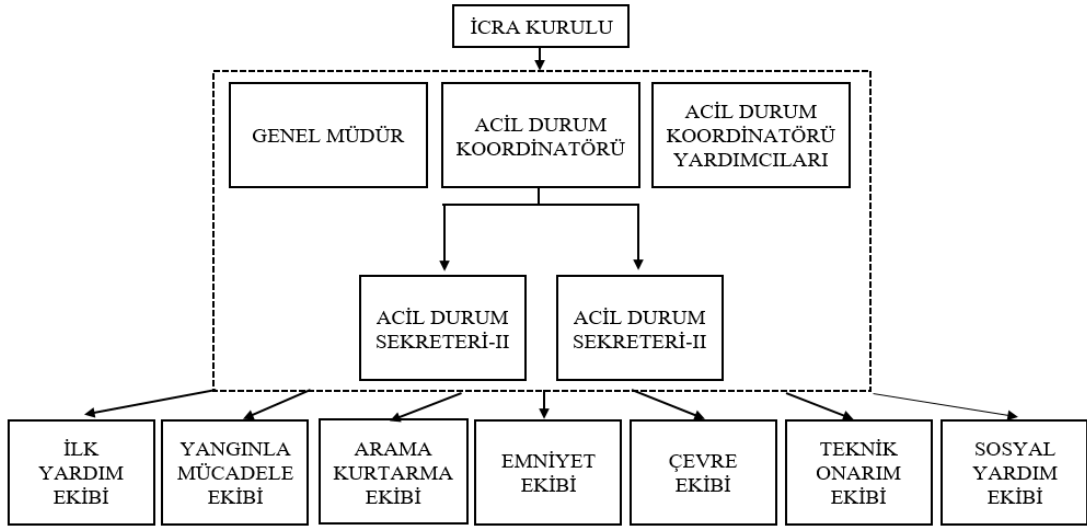 İCRA KURULU
GENEL MÜDÜR
ACİL DURUM
KOORDİNATÖRÜ
ACİL DURUM
KOORDİNATÖRÜ
YARDIMCILARI
ACİL DURUM
SEKRETERİ-II
ACİL DURUM
SEKRETERİ-II
İLK
YARDIM
EKİBİ
YANGINLA
MÜCADELE
EKİBİ
ARAMA
KURTARMA
EKİBİ
EMNİYET
EKİBİ
ÇEVRE
EKİBİ
TEKNİK
ONARIM
EKİBİ
SOSYAL
YARDIM
EKİBİ